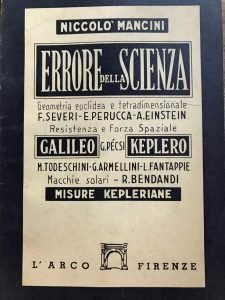 NICCOLO' MANCINI
ERRORE DELLA SCIENZA
Geometria euclidea e tetradimensionale
F. SEVERI - E. PERUCCA - A. EINSTEIN
Resistenza e Forza Spaziale
GALILEO G. PÉCSI KEPLERO
M. TODESCHINI - G. ARMELLINI - L. FANTAPPIE
Macchie solari - R. BENDANDI
MISURE KEPLERIANE
L'ARCO FIRENZE